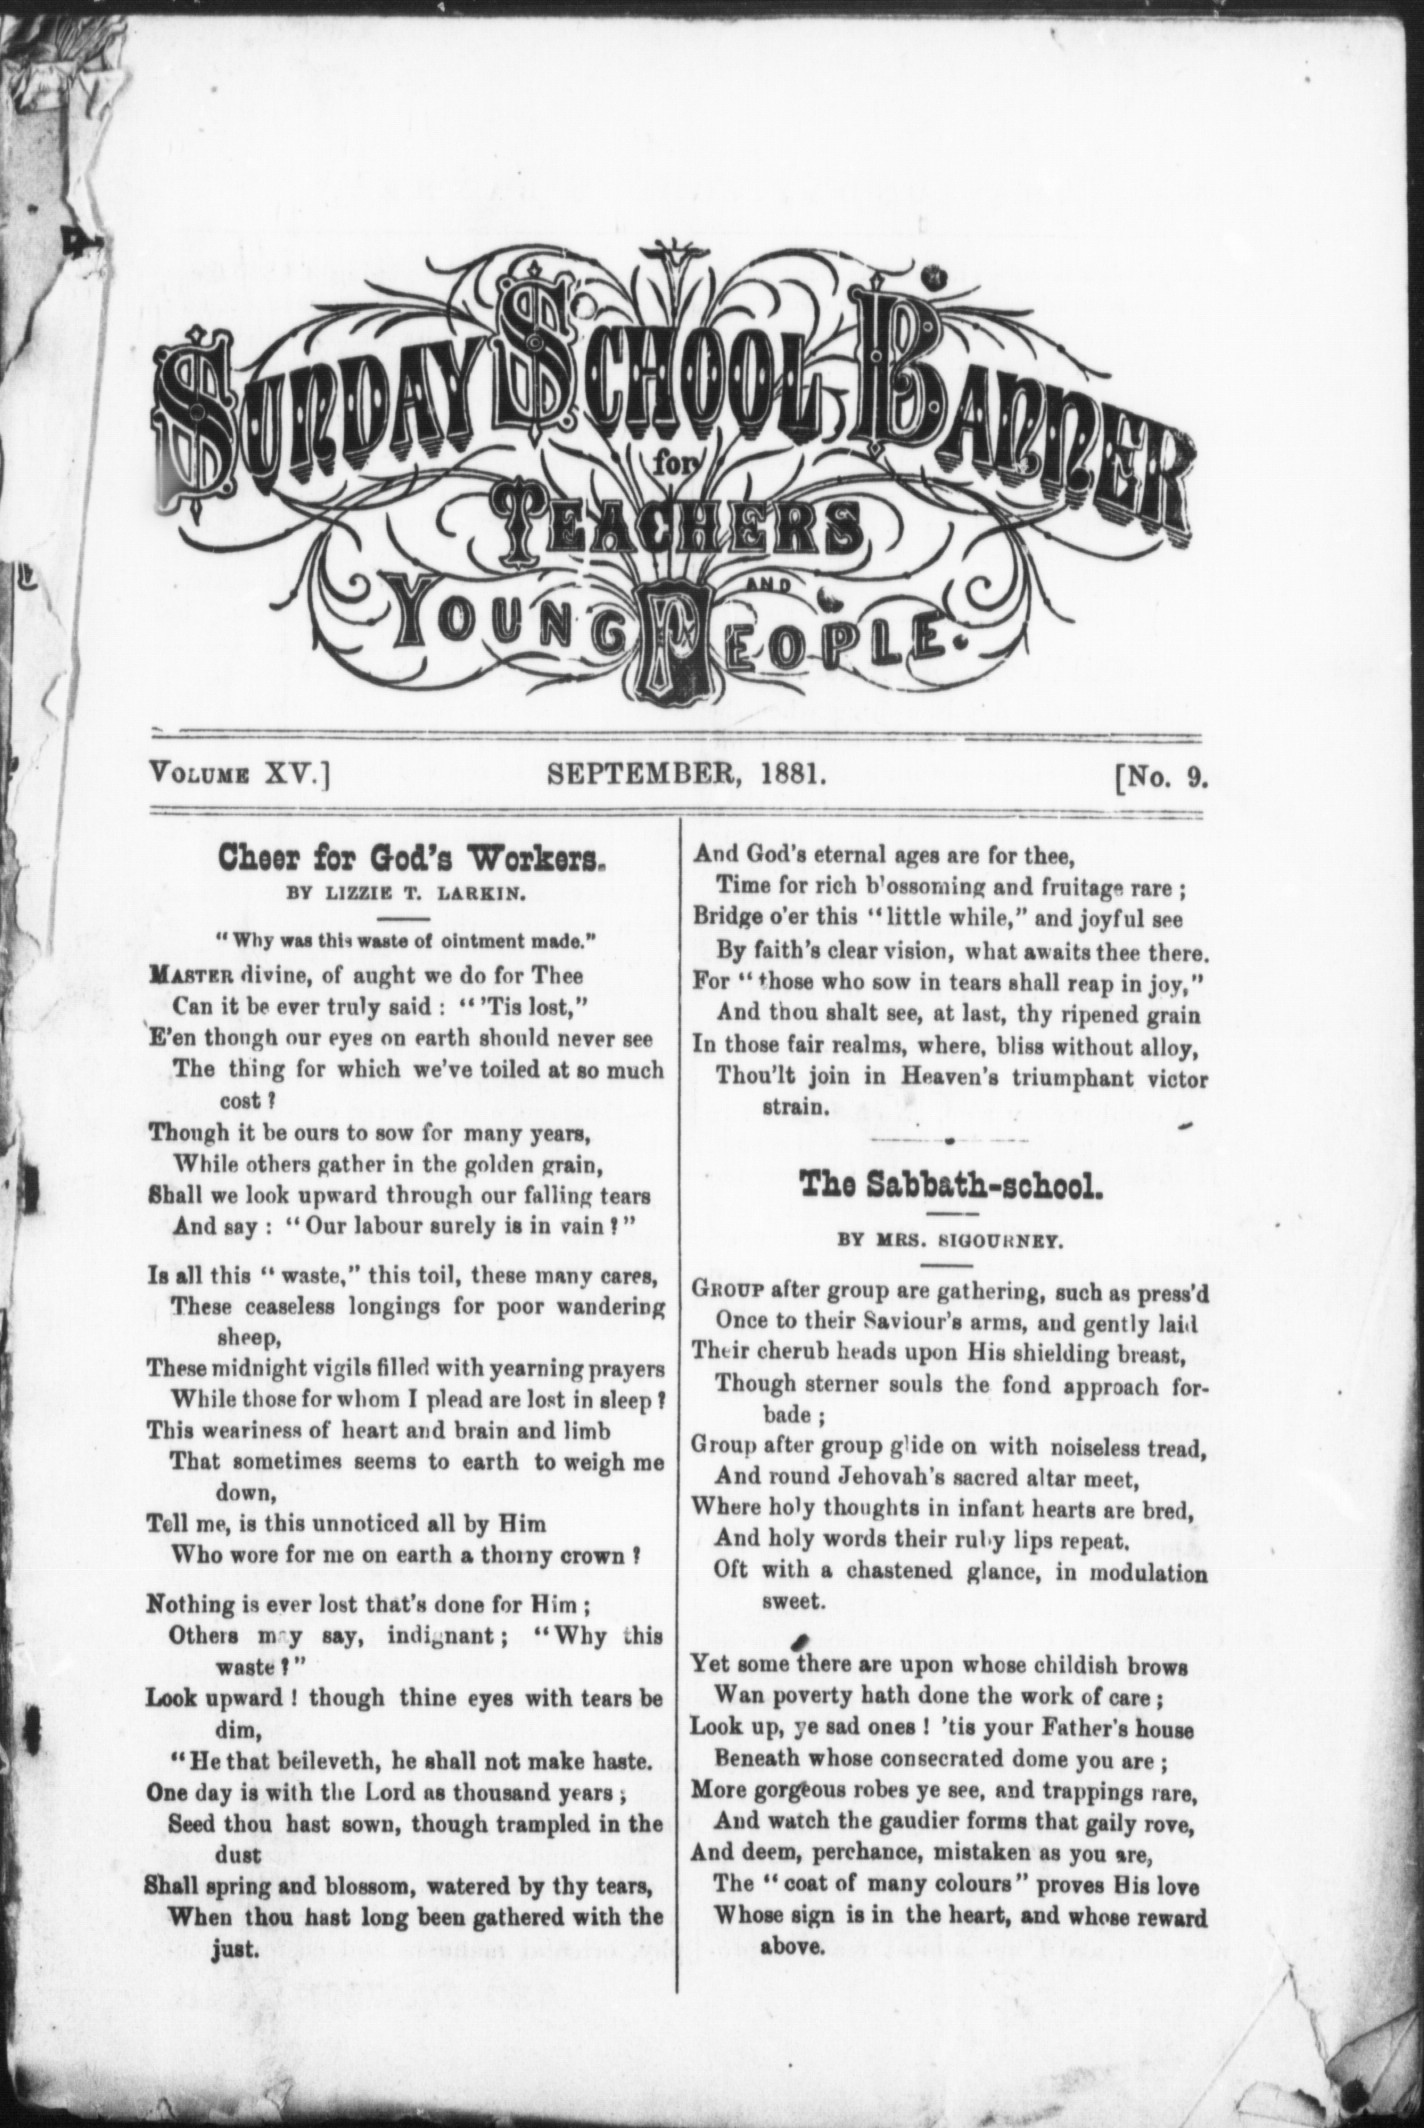 SUNDAY SCHOOL BANNER
for
TEACHERS
AND
YOUNG PEOPLE.
VOLUME XV.] SEPTEMBER, 1881. [No. 9.
Cheer for God's Workers.
BY LIZZIE T. LARKIN.
"Why was this waste of ointment made."
MASTER divine, of aught we do for Thee
Can it be ever truly said : "'Tis lost,"
E'en though our eyes on earth should never see
The thing for which we've toiled at so much
cost ?
Though it be ours to sow for many years,
While others gather in the golden grain,
Shall we look upward through our falling tears
And say : "Our labour surely is in vain ?"
Is all this "waste," this toil, these many cares,
These ceaseless longings for poor wandering
sheep,
These midnight vigils filled with yearning prayers
While those for whom I plead are lost in sleep ?
This weariness of heart and brain and limb
That sometimes seems to earth to weigh me
down,
Tell me, is this unnoticed all by Him
Who wore for me on earth a thorny crown ?
Nothing is ever lost that's done for Him ;
Others may say, indignant ; "Why this
waste ?"
Look upward ! though thine eyes with tears be
dim,
"He that beileveth, he shall not make haste.
One day is with the Lord as thousand years ;
Seed thou hast sown, though trampled in the
dust
Shall spring and blossom, watered by thy tears,
When thou hast long been gathered with the
just.
And God's eternal ages are for thee,
Time for rich blossoming and fruitage rare ;
Bridge o'er this "little while," and joyful see
By faith's clear vision, what awaits thee there.
For "those who sow in tears shall reap in joy,"
And thou shalt see, at last, thy ripened grain
In those fair realms, where, bliss without alloy,
Thou'lt join in Heaven's triumphant victor
strain.
The Sabbath-school.
BY MRS. SIGOURNEY.
GROUP after group are gathering, such as press'd
Once to their Saviour's arms, and gently laid
Their cherub heads upon His shielding breast,
Though sterner souls the fond approach for-
bade ;
Group after group glide on with noiseless tread,
And round Jehovah's sacred altar meet,
Where holy thoughts in infant hearts are bred,
And holy words their ruby lips repeat.
Oft with a chastened glance, in modulation
sweet.
Yet some there are upon whose childish brows
Wan poverty hath done the work of care ;
Look up, ye sad ones ! 'tis your Father's house
Beneath whose consecrated dome you are ;
More gorgeous robes ye see, and trappings rare,
And watch the gaudier forms that gaily rove,
And deem, perchance, mistaken as you are,
The "coat of many colours" proves His love
Whose sign is in the heart, and whose reward
above.